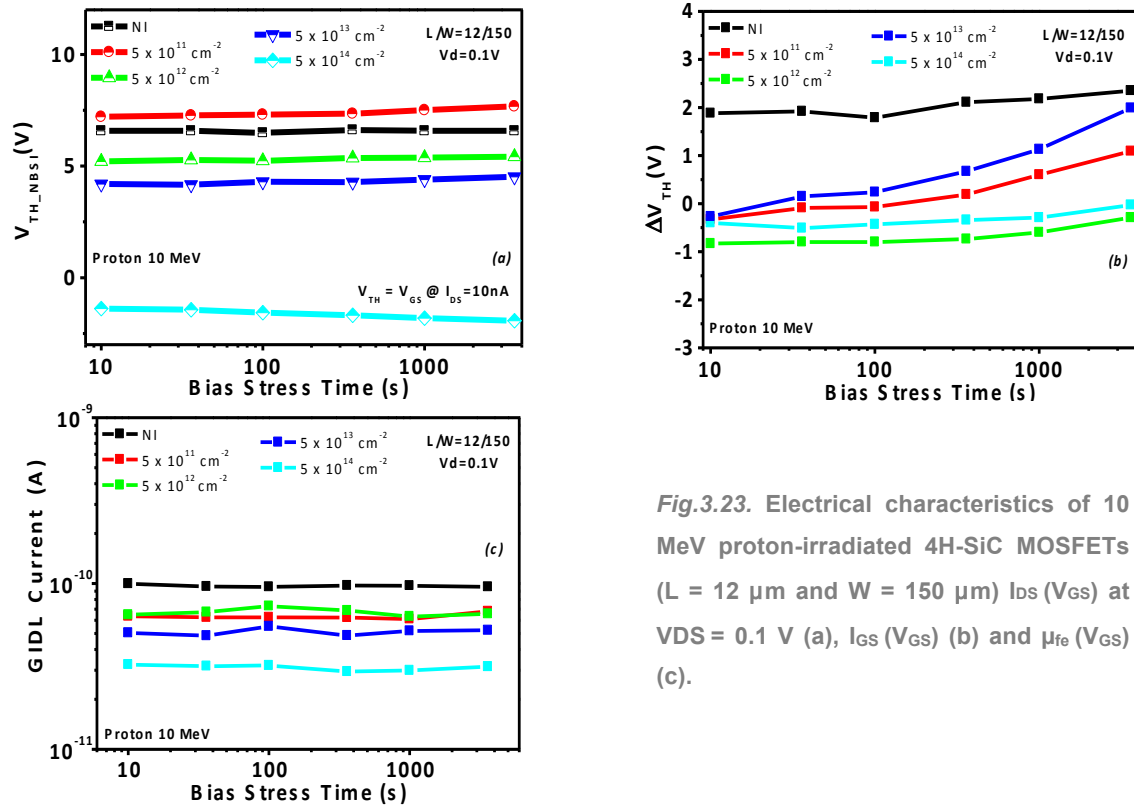 NI
5 x 10¹¹ cm⁻²
5 x 10¹² cm⁻²
5 x 10¹³ cm⁻²
5 x 10¹⁴ cm⁻²
L/W=12/150
Vd=0.1V
10
5
0
V_TH_NBSI (V)
Proton 10 MeV
(a)
V_TH = V_GS @ I_DS=10nA
10 100 1000
Bias Stress Time (s)
NI
5 x 10¹¹ cm⁻²
5 x 10¹² cm⁻²
5 x 10¹³ cm⁻²
5 x 10¹⁴ cm⁻²
L/W=12/150
Vd=0.1V
4
3
2
1
0
-1
-2
-3
ΔV_TH (V)
(b)
Proton 10 MeV
10 100 1000
Bias Stress Time (s)
NI
5 x 10¹¹ cm⁻²
5 x 10¹² cm⁻²
5 x 10¹³ cm⁻²
5 x 10¹⁴ cm⁻²
L/W=12/150
Vd=0.1V
10⁻⁹
10⁻¹⁰
10⁻¹¹
GIDL Current (A)
(c)
Proton 10 MeV
10 100 1000
Bias Stress Time (s)
Fig.3.23. Electrical characteristics of 10
MeV proton-irradiated 4H-SiC MOSFETs
(L = 12 µm and W = 150 µm) I_DS (V_GS) at
VDS = 0.1 V (a), I_GS (V_GS) (b) and µ_fe (V_GS)
(c).